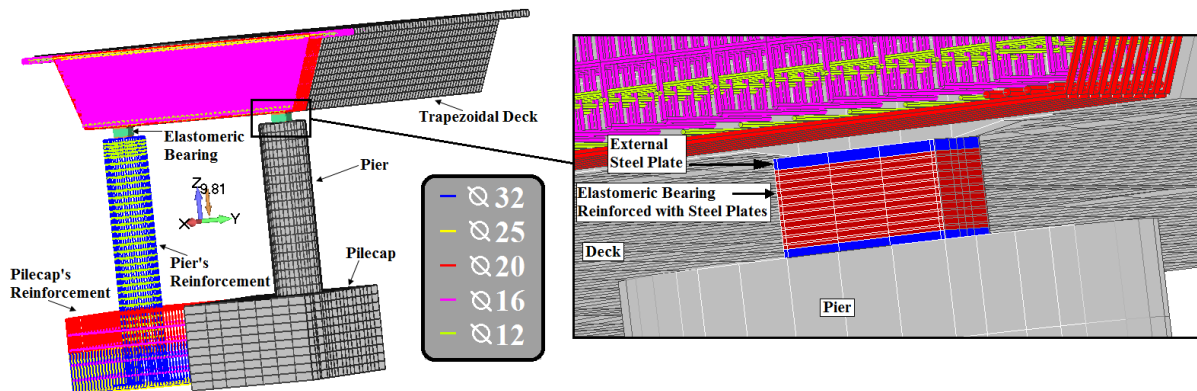 Elastomeric
Bearing
Trapezoidal Deck
Pier
Z
9.81
X
Y
Pilecap's
Reinforcement
Pier's
Reinforcement
Pilecap
Ø 32
Ø 25
Ø 20
Ø 16
Ø 12
External
Steel Plate
Elastomeric Bearing
Reinforced with Steel Plates
Deck
Pier